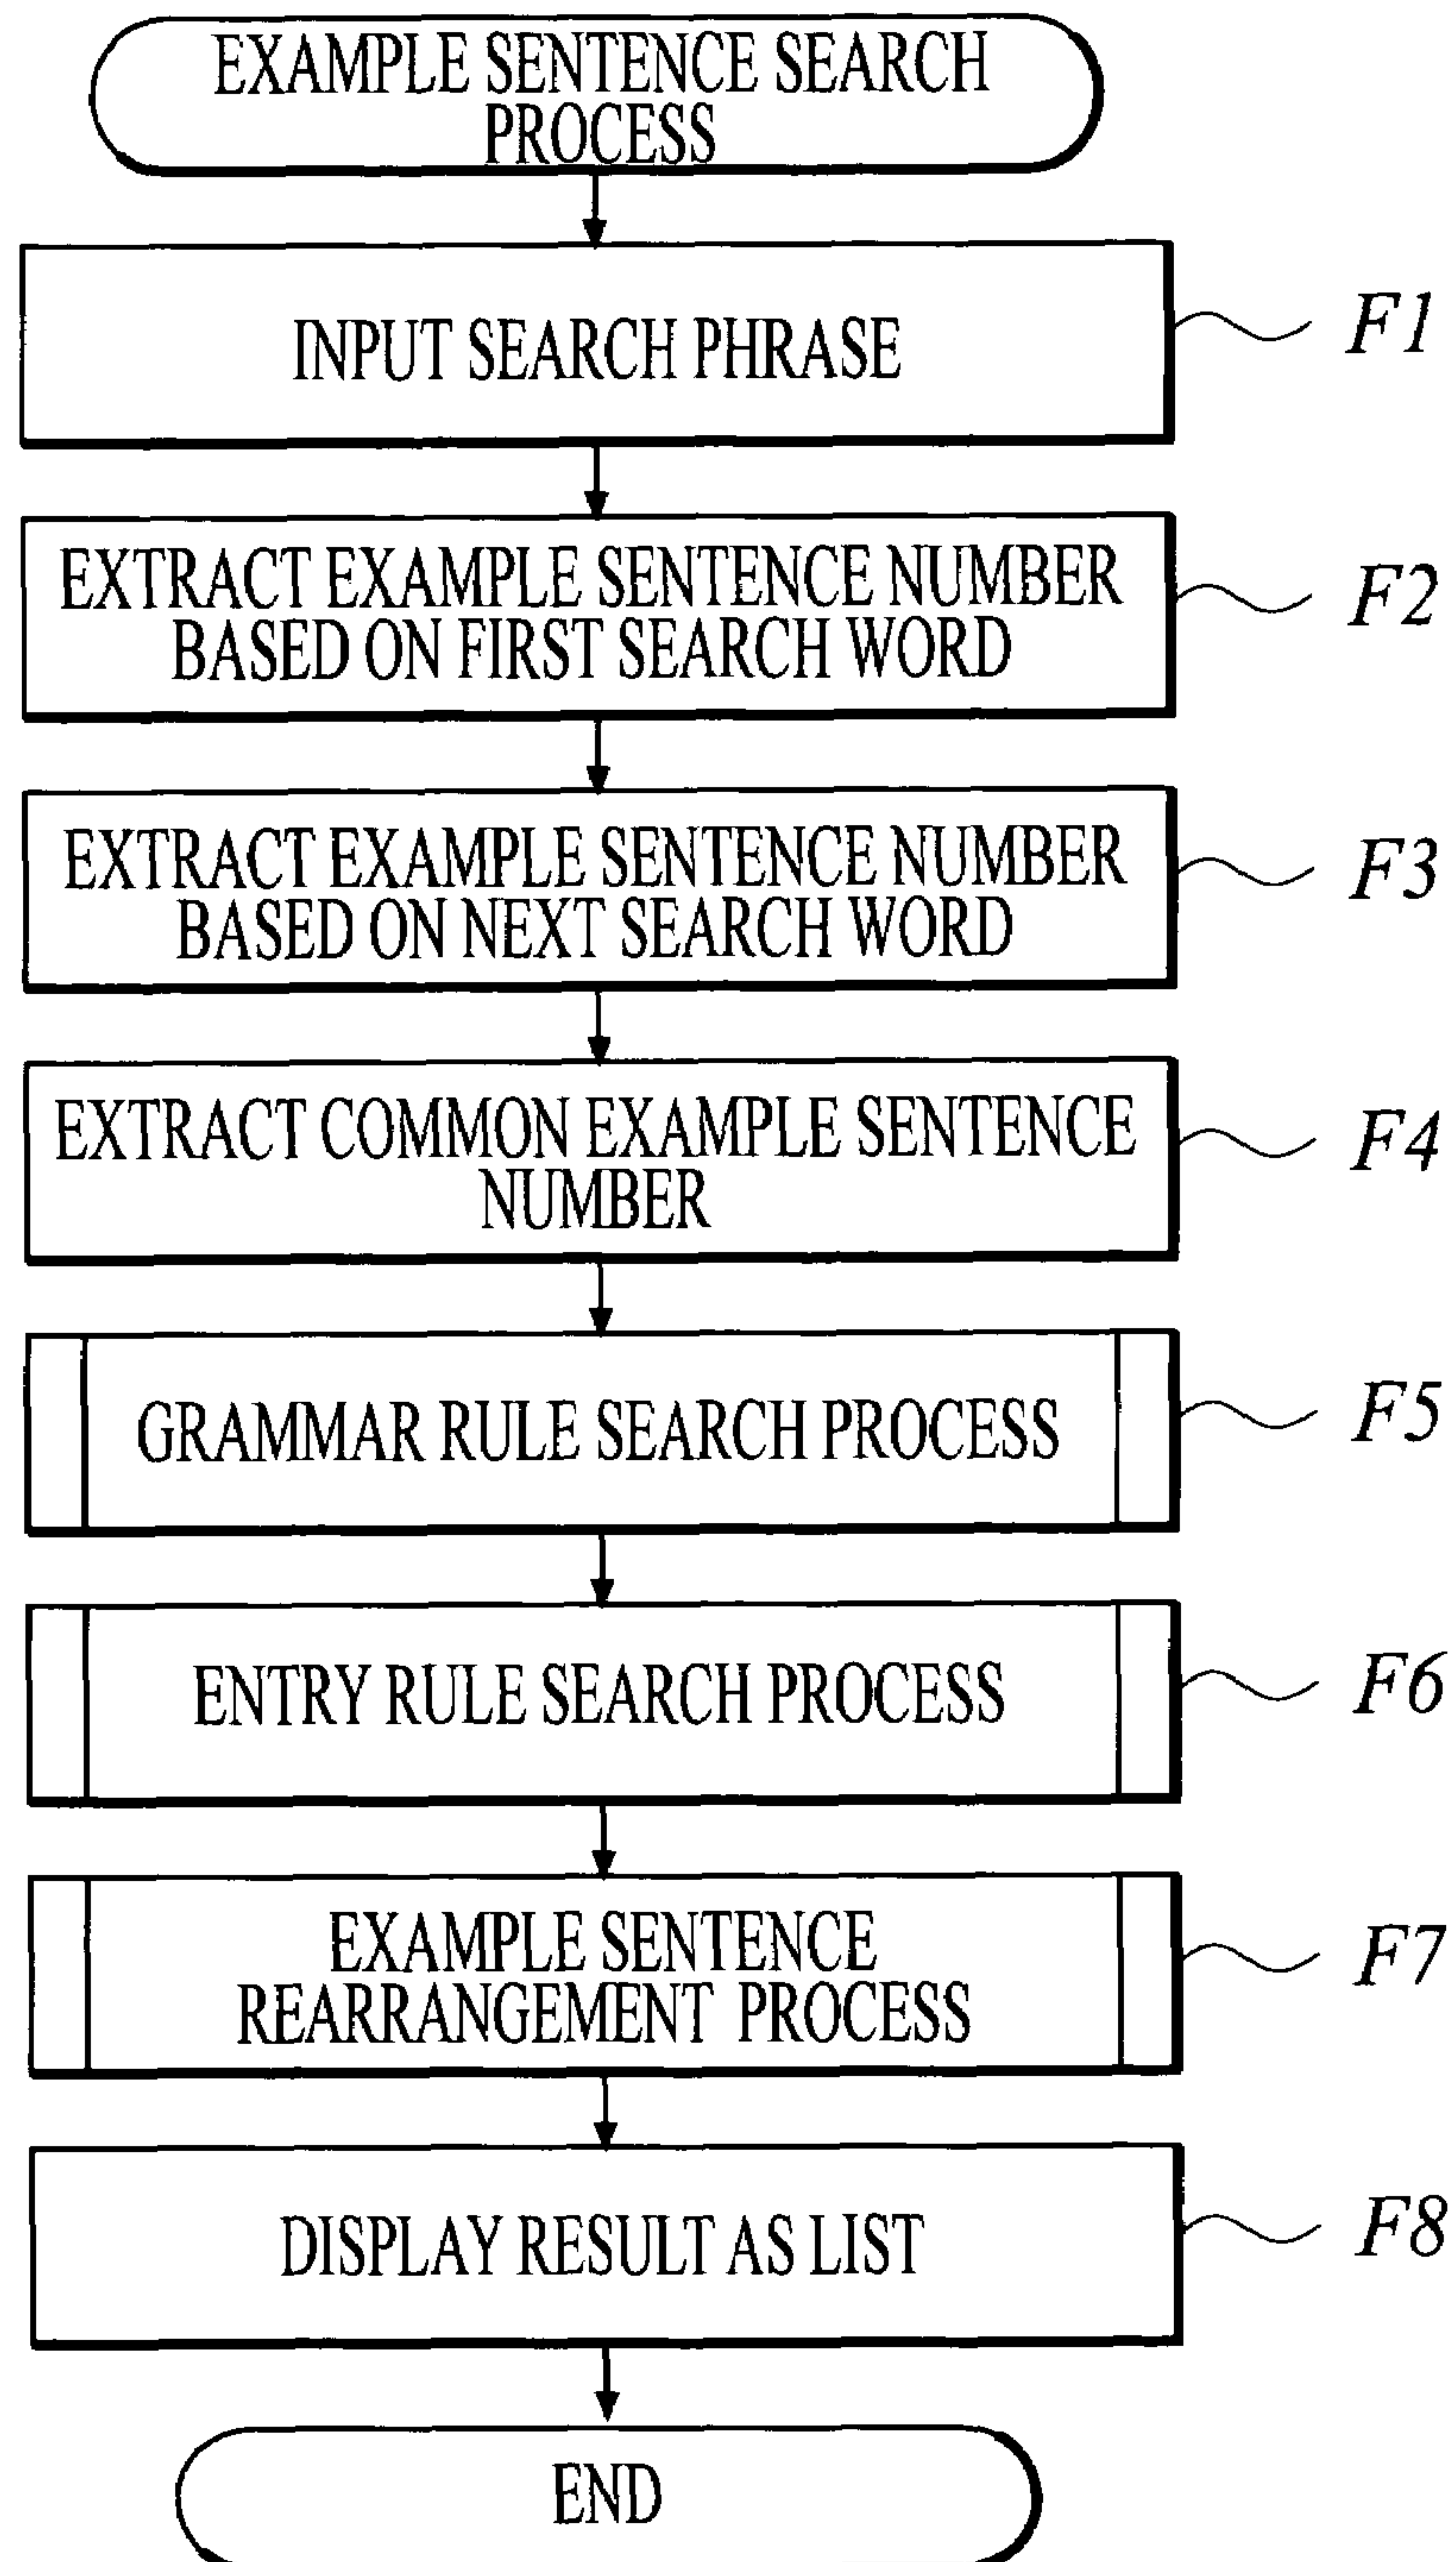 EXAMPLE SENTENCE SEARCH
PROCESS
INPUT SEARCH PHRASE
F1
EXTRACT EXAMPLE SENTENCE NUMBER
BASED ON FIRST SEARCH WORD
F2
EXTRACT EXAMPLE SENTENCE NUMBER
BASED ON NEXT SEARCH WORD
F3
EXTRACT COMMON EXAMPLE SENTENCE
NUMBER
F4
GRAMMAR RULE SEARCH PROCESS
F5
ENTRY RULE SEARCH PROCESS
F6
EXAMPLE SENTENCE
REARRANGEMENT PROCESS
F7
DISPLAY RESULT AS LIST
F8
END